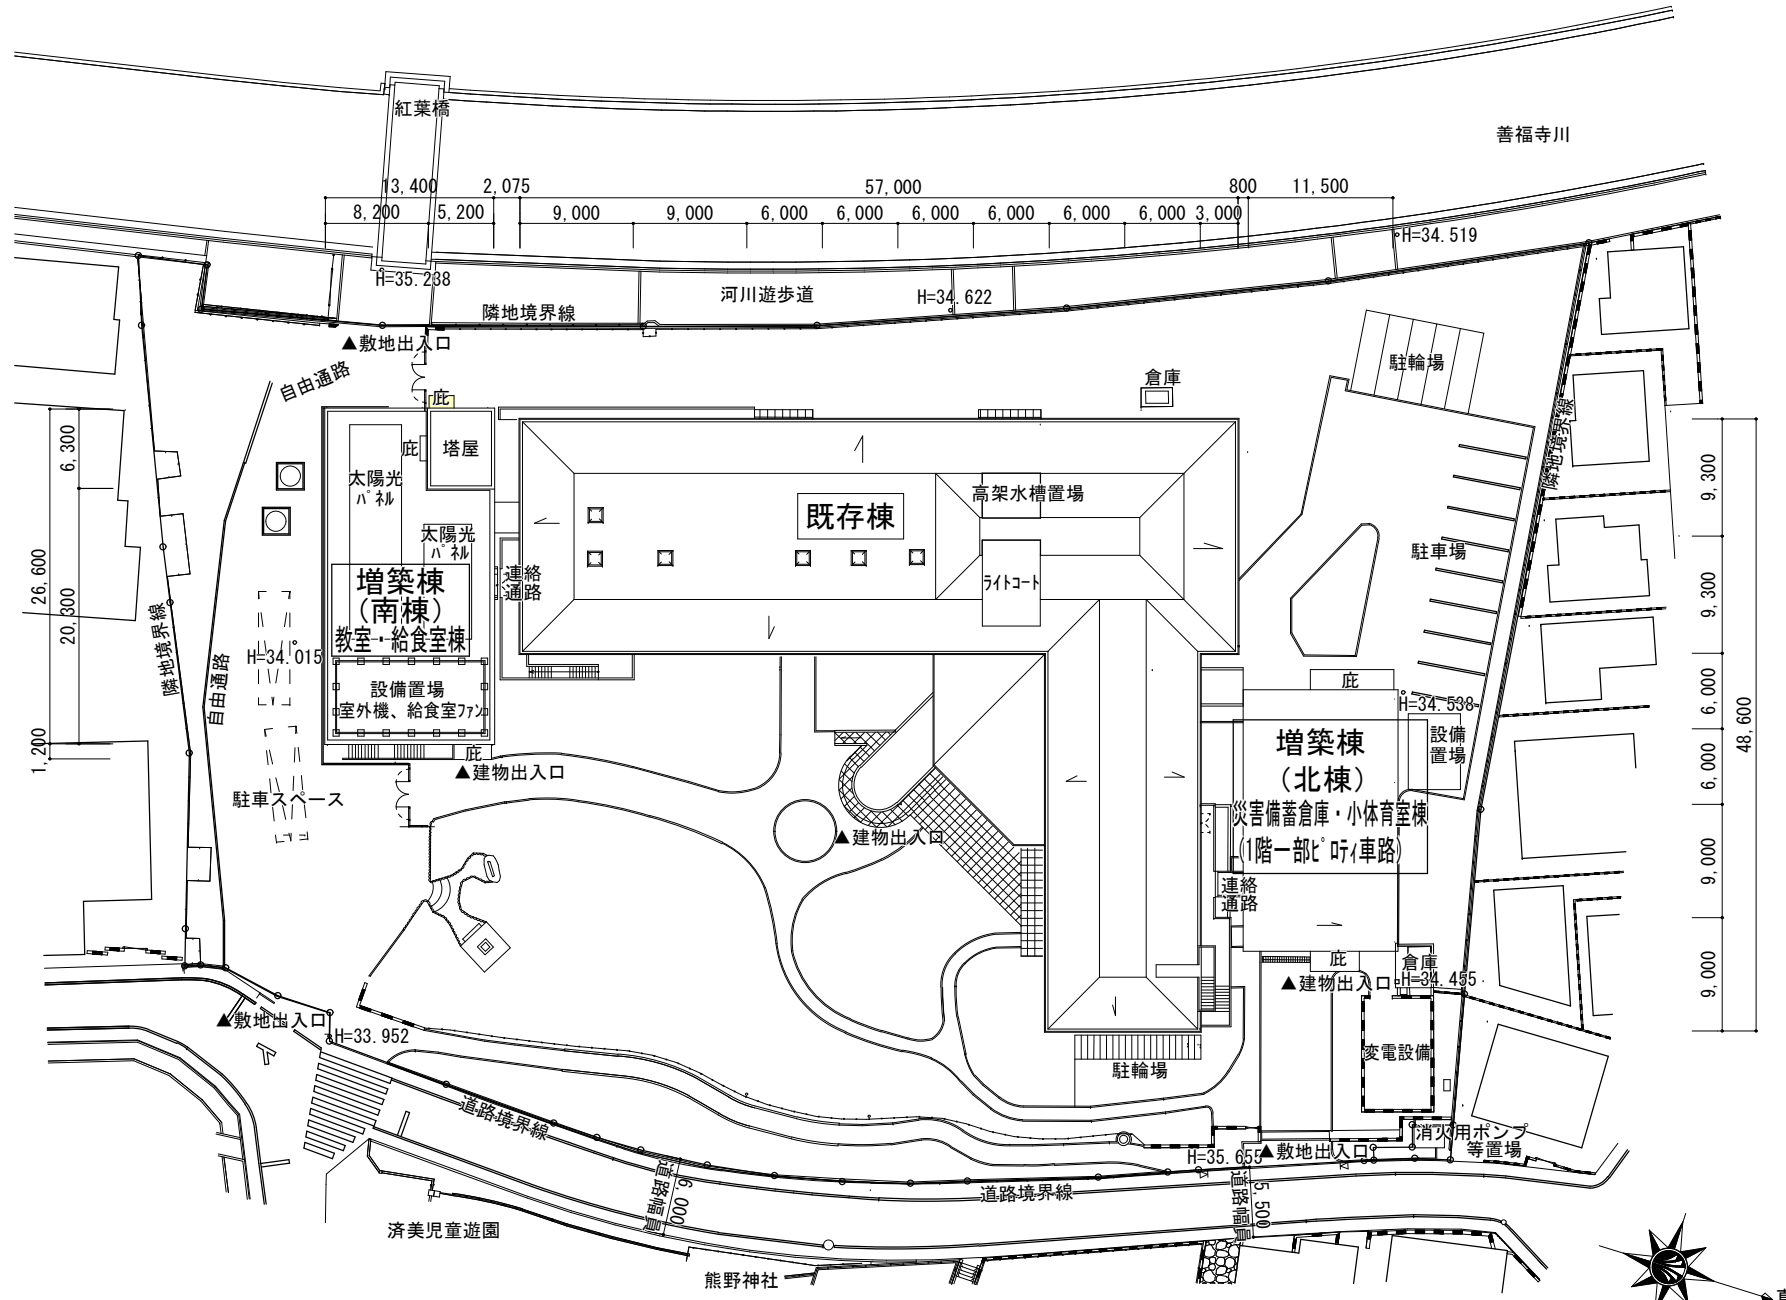 紅葉橋
善福寺川
13,400
2,075
57,000
800
11,500
8,200
5,200
9,000
9,000
6,000
6,000
6,000
6,000
6,000
6,000
3,000
H=34.519
H=35.238
河川遊歩道
H=34.622
隣地境界線
▲敷地出入口
自由通路
駐輪場
倉庫
庇
庇
塔屋
太陽光
パネル
太陽光
パネル
高架水槽置場
既存棟
ライトコート
隣地境界線
駐車場
6,300
26,600
20,300
1,200
9,300
9,300
6,000
6,000
9,000
9,000
48,600
増築棟
(南棟)
教室・給食室棟
連絡
通路
H=34.015
隣地境界線
自由通路
設備置場
室外機、給食室ファン
庇
▲建物出入口
駐車スペース
▲建物出入口
庇
H=34.538
設備
置場
増築棟
(北棟)
災害備蓄倉庫・小体育室棟
(1階一部ピロティ車路)
連絡
通路
庇
倉庫
▲建物出入口
H=34.455
変電設備
駐輪場
▲敷地出入口
H=33.952
道路境界線
消火用ポンプ
等置場
H=35.655
▲敷地出入口
道路境界線
道路幅員
6,000
道路幅員
5,500
済美児童遊園
熊野神社